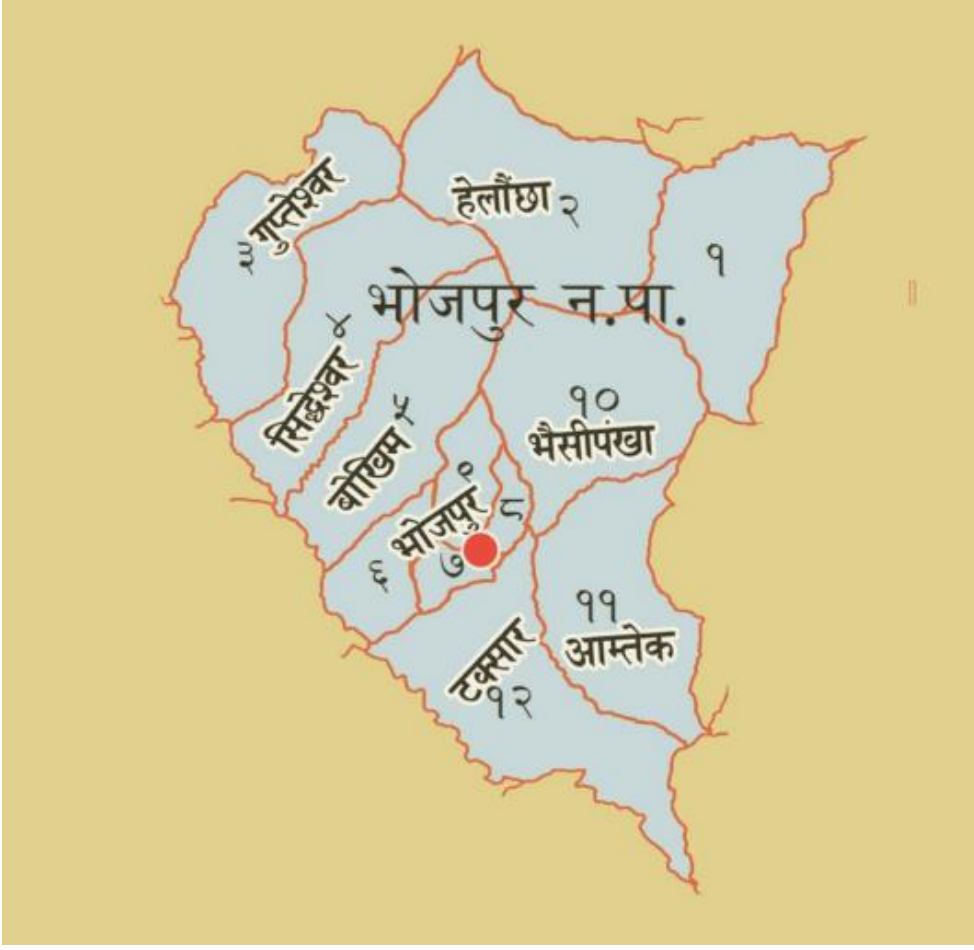 हेलौंछा २
गुप्तेश्वर
३
१
भोजपुर न.पा.
४
सिद्धेश्वर
५
बोखिम
१०
भैसीपंखा
९
भोजपुर
८
६
७
११
आम्तेक
टक्सार
१२